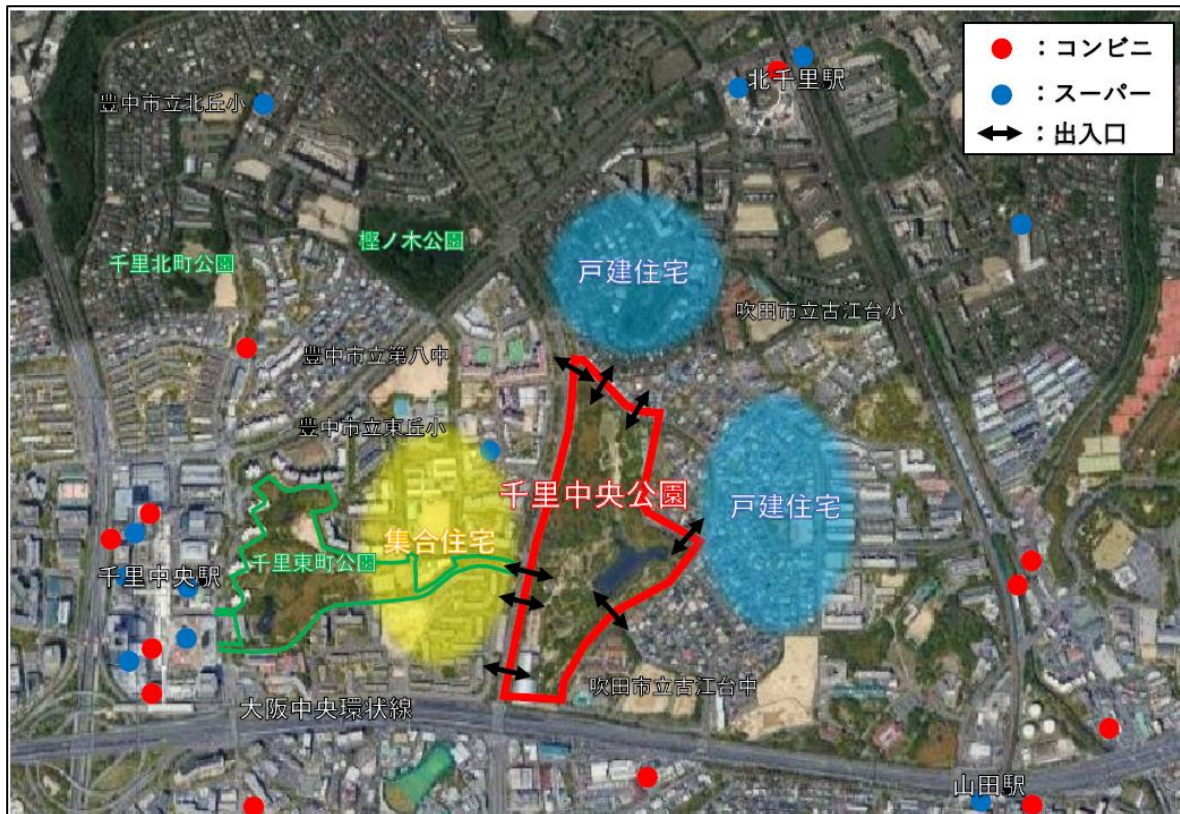 ：コンビニ
：スーパー
：出入口
北千里駅
豊中市立北丘小
樫ノ木公園
千里北町公園
戸建住宅
吹田市立古江台小
豊中市立第八中
豊中市立東丘小
千里中央公園
戸建住宅
集合住宅
千里東町公園
千里中央駅
吹田市立古江台中
大阪中央環状線
山田駅